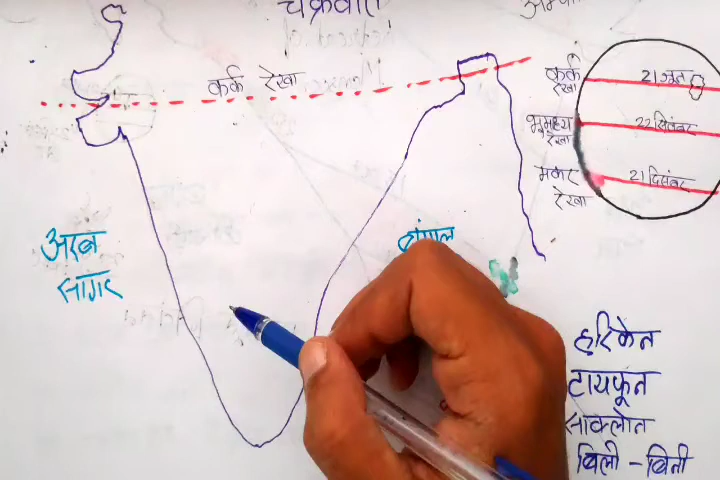 चक्रवात
कर्क रेखा
कर्क
रेखा
21 जून
भूमध्य
रेखा
22 सितंबर
मकर
रेखा
21 दिसंबर
अरब
सागर
बंगाल
हरिकेन
टायफून
साक्लोन
बिली - बिली